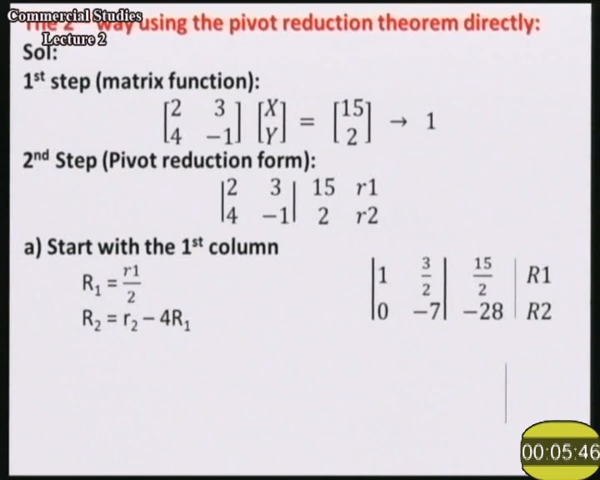 Commercial Studies
Lecture 2
way using the pivot reduction theorem directly:
Sol:
1st step (matrix function):
[2 3; 4 −1] [X; Y] = [15; 2] → 1
2nd Step (Pivot reduction form):
|2 3| 15 r1
|4 −1| 2 r2
a) Start with the 1st column
R1 = r1/2
R2 = r2 − 4R1
|1 3/2| 15/2 | R1
|0 −7| −28 | R2
00:05:46